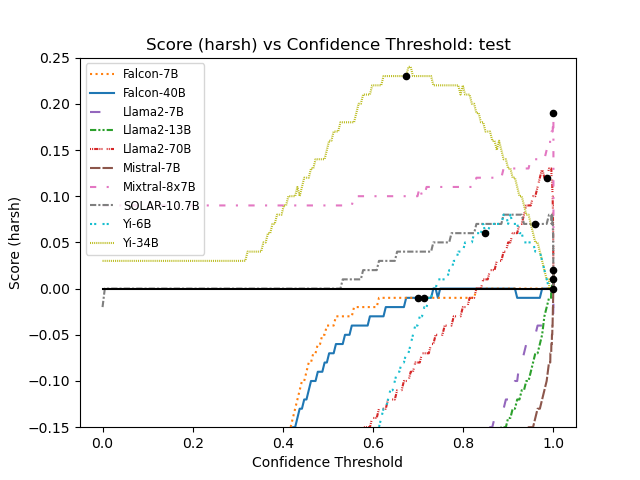 Score (harsh) vs Confidence Threshold: test
0.25
0.20
0.15
0.10
0.05
0.00
−0.05
−0.10
−0.15
Score (harsh)
Falcon-7B
Falcon-40B
Llama2-7B
Llama2-13B
Llama2-70B
Mistral-7B
Mixtral-8x7B
SOLAR-10.7B
Yi-6B
Yi-34B
0.0 0.2 0.4 0.6 0.8 1.0
Confidence Threshold